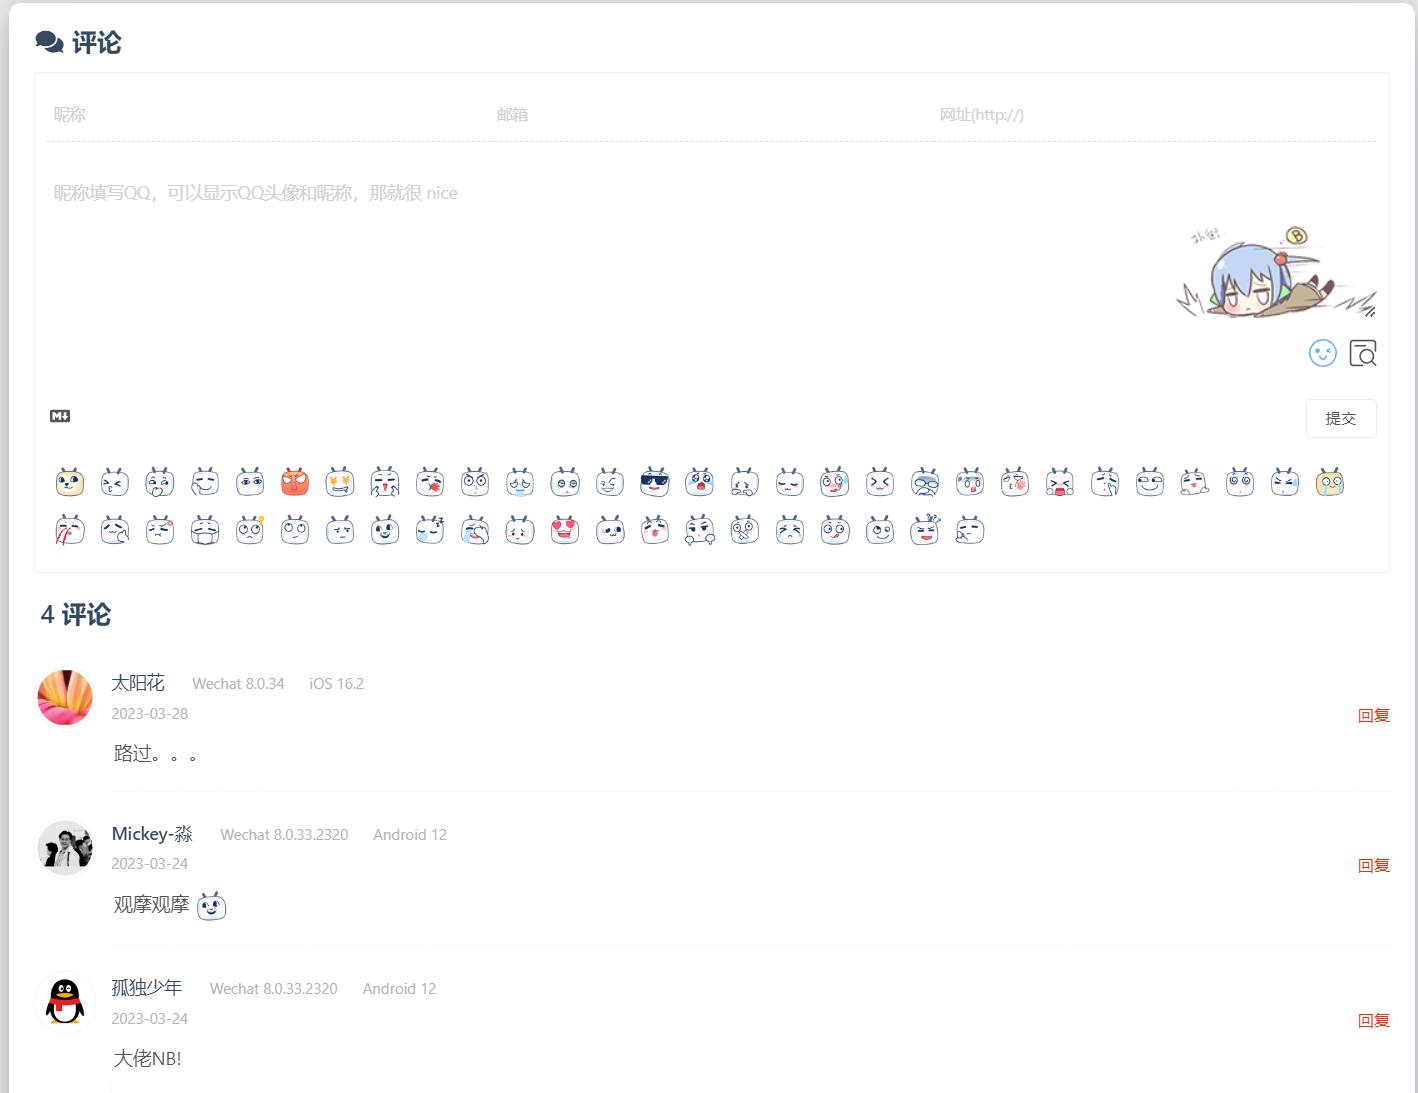 评论
昵称 邮箱 网址(http://)
昵称填写QQ，可以显示QQ头像和昵称，那就很 nice
B
M
提交
4 评论
太阳花 Wechat 8.0.34 iOS 16.2
2023-03-28
回复
路过。。。
Mickey-淼 Wechat 8.0.33.2320 Android 12
2023-03-24
回复
观摩观摩
孤独少年 Wechat 8.0.33.2320 Android 12
2023-03-24
回复
大佬NB!